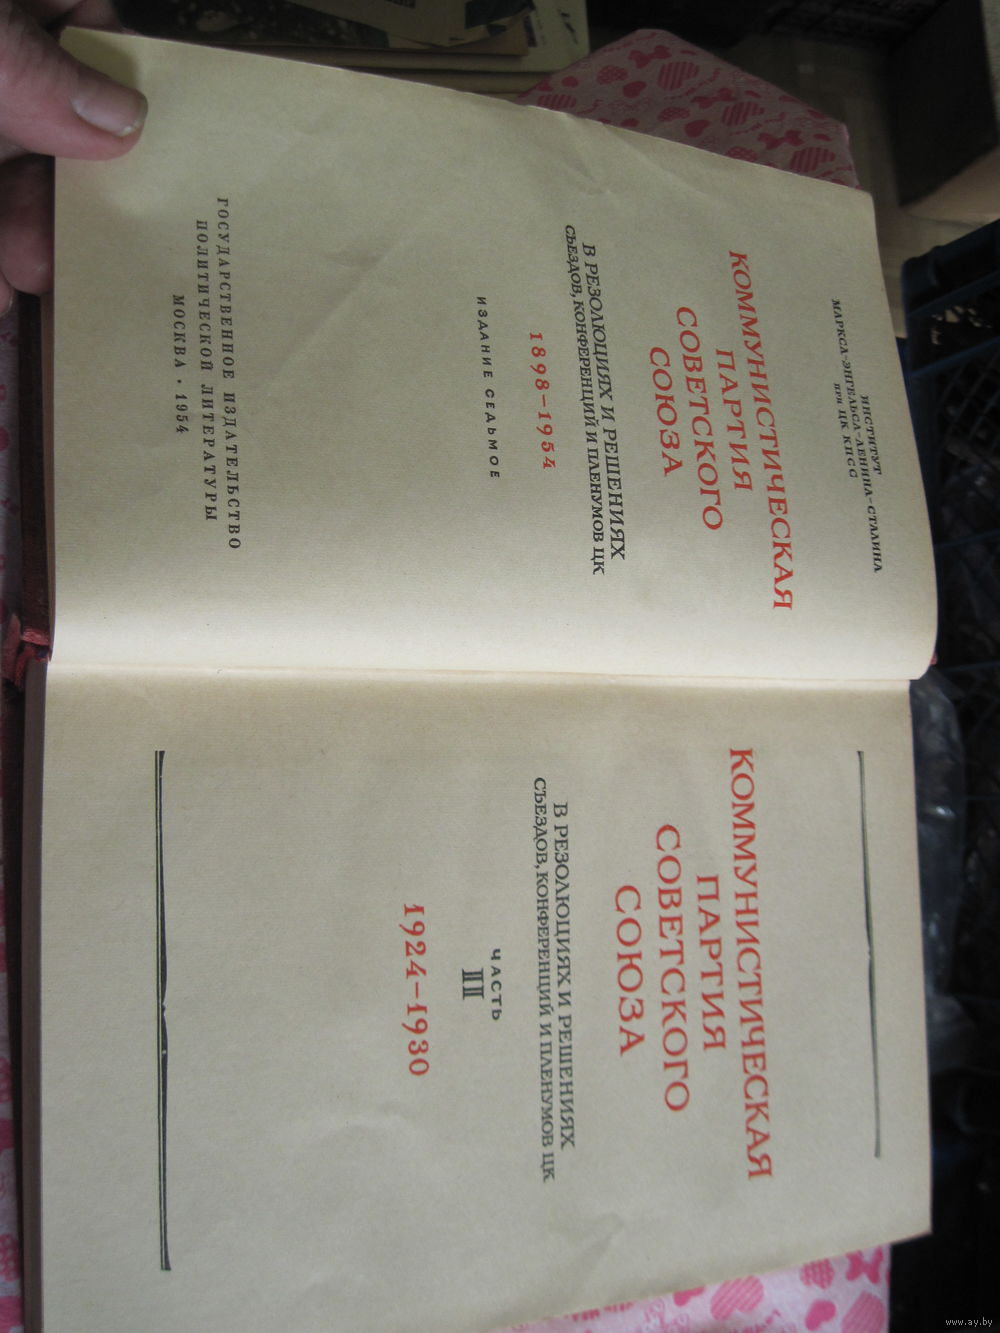 ИНСТИТУТ
МАРКСА-ЭНГЕЛЬСА-ЛЕНИНА-СТАЛИНА
при ЦК КПСС
КОММУНИСТИЧЕСКАЯ
ПАРТИЯ
СОВЕТСКОГО
СОЮЗА
В РЕЗОЛЮЦИЯХ И РЕШЕНИЯХ
СЪЕЗДОВ, КОНФЕРЕНЦИЙ И ПЛЕНУМОВ ЦК
1898–1954
ИЗДАНИЕ СЕДЬМОЕ
ГОСУДАРСТВЕННОЕ ИЗДАТЕЛЬСТВО
ПОЛИТИЧЕСКОЙ ЛИТЕРАТУРЫ
МОСКВА · 1954
КОММУНИСТИЧЕСКАЯ
ПАРТИЯ
СОВЕТСКОГО
СОЮЗА
В РЕЗОЛЮЦИЯХ И РЕШЕНИЯХ
СЪЕЗДОВ, КОНФЕРЕНЦИЙ И ПЛЕНУМОВ ЦК
ЧАСТЬ
II
1924–1930
www.ay.by